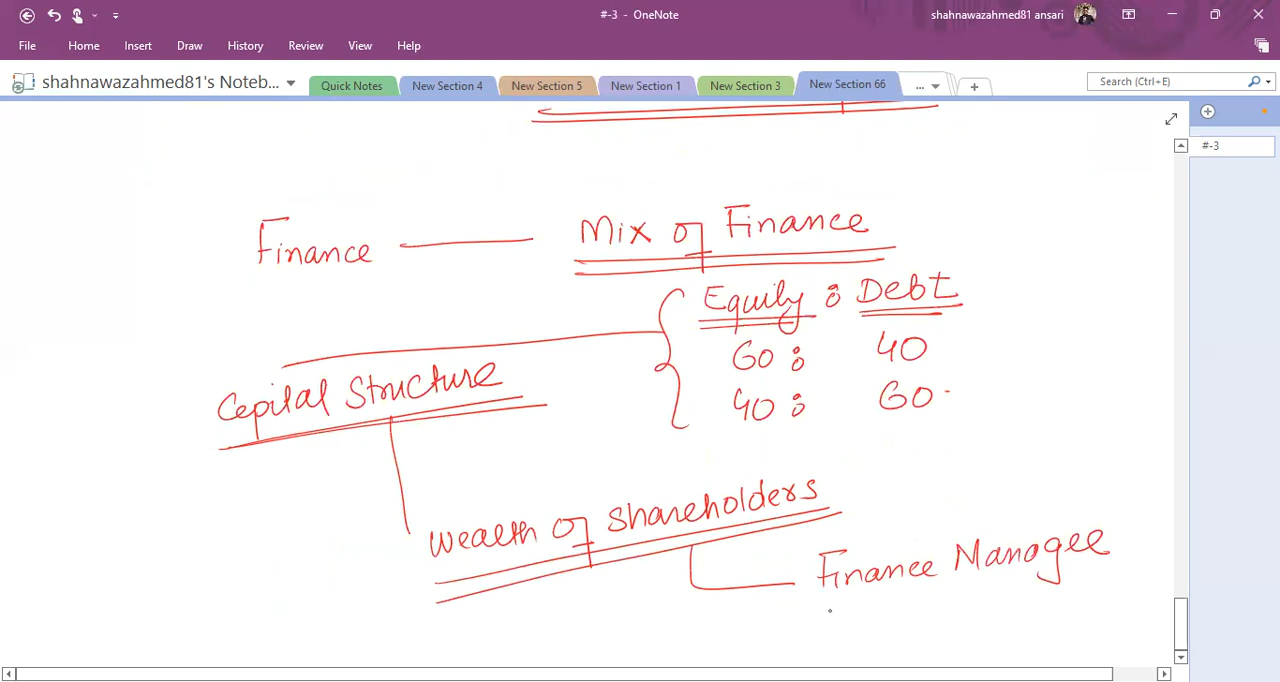 #-3 - OneNote
shahnawazahmed81 ansari
File Home Insert Draw History Review View Help
shahnawazahmed81's Noteb... Quick Notes New Section 4 New Section 5 New Section 1 New Section 3 New Section 66 ... Search (Ctrl+E)
#-3
Finance — Mix of Finance
Equity : Debt
60 : 40
40 : 60
Capital Structure
Wealth of Shareholders
Finance Managee